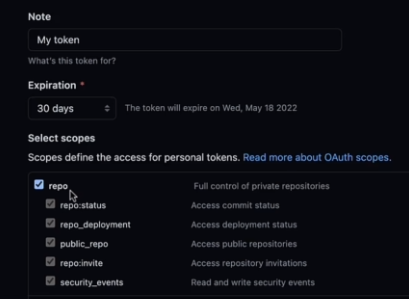 Note
My token
What's this token for?
Expiration *
30 days The token will expire on Wed, May 18 2022
Select scopes
Scopes define the access for personal tokens. Read more about OAuth scopes.
repo Full control of private repositories
repo:status Access commit status
repo_deployment Access deployment status
public_repo Access public repositories
repo:invite Access repository invitations
security_events Read and write security events